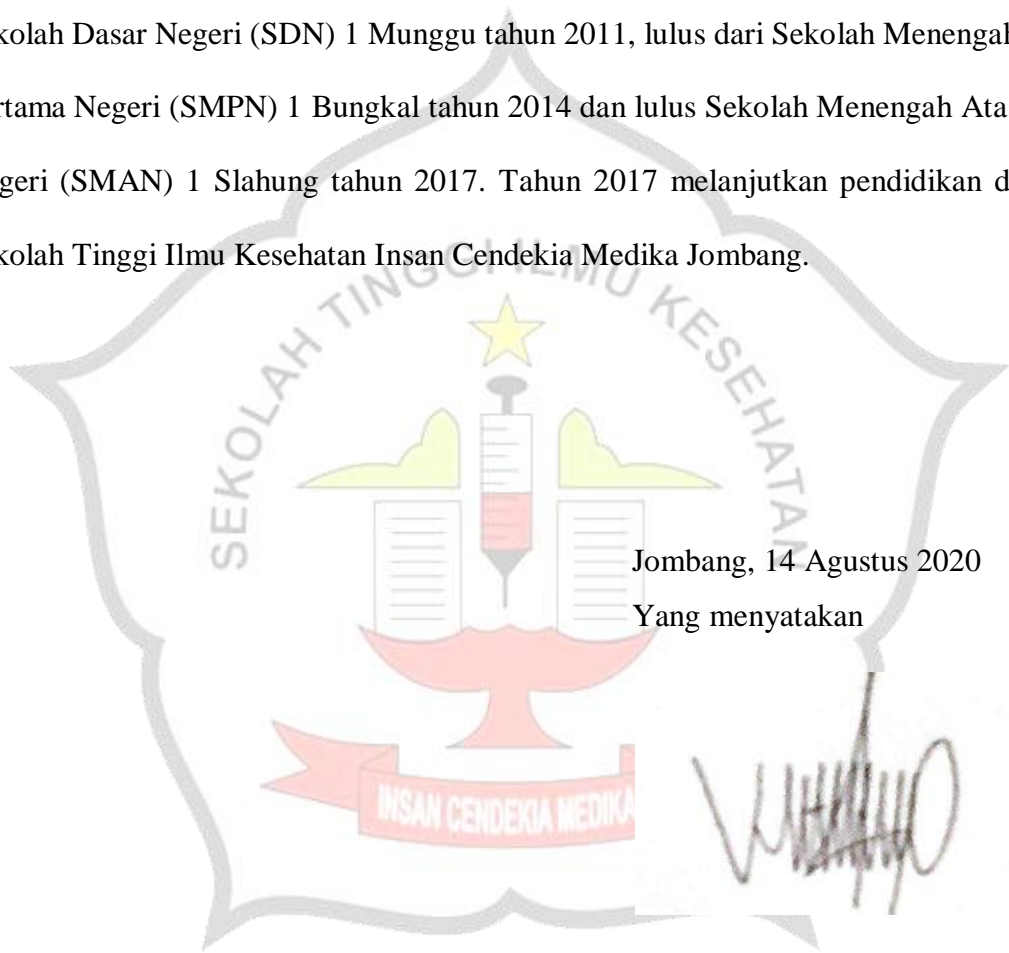 kolah Dasar Negeri (SDN) 1 Munggu tahun 2011, lulus dari Sekolah Menengah
rtama Negeri (SMPN) 1 Bungkal tahun 2014 dan lulus Sekolah Menengah Ata
geri (SMAN) 1 Slahung tahun 2017. Tahun 2017 melanjutkan pendidikan d
kolah Tinggi Ilmu Kesehatan Insan Cendekia Medika Jombang.
SEKOLAH TINGGI ILMU KESEHATAN
Jombang, 14 Agustus 2020
Yang menyatakan
INSAN CENDEKIA MEDIKA